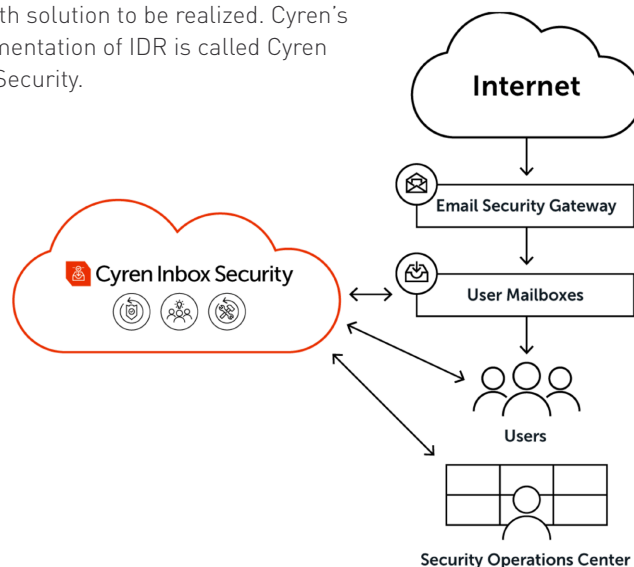 th solution to be realized. Cyren’s
mentation of IDR is called Cyren
Security.
Internet
Email Security Gateway
Cyren Inbox Security
User Mailboxes
Users
Security Operations Center